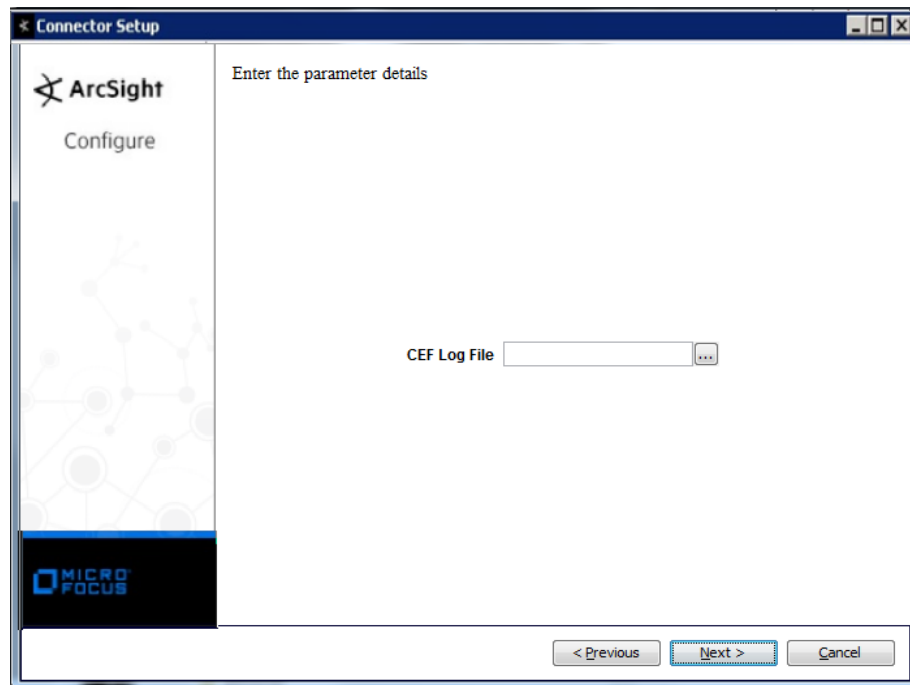 Connector Setup
ArcSight
Configure
Enter the parameter details
CEF Log File
...
MICRO
FOCUS
< Previous
Next >
Cancel